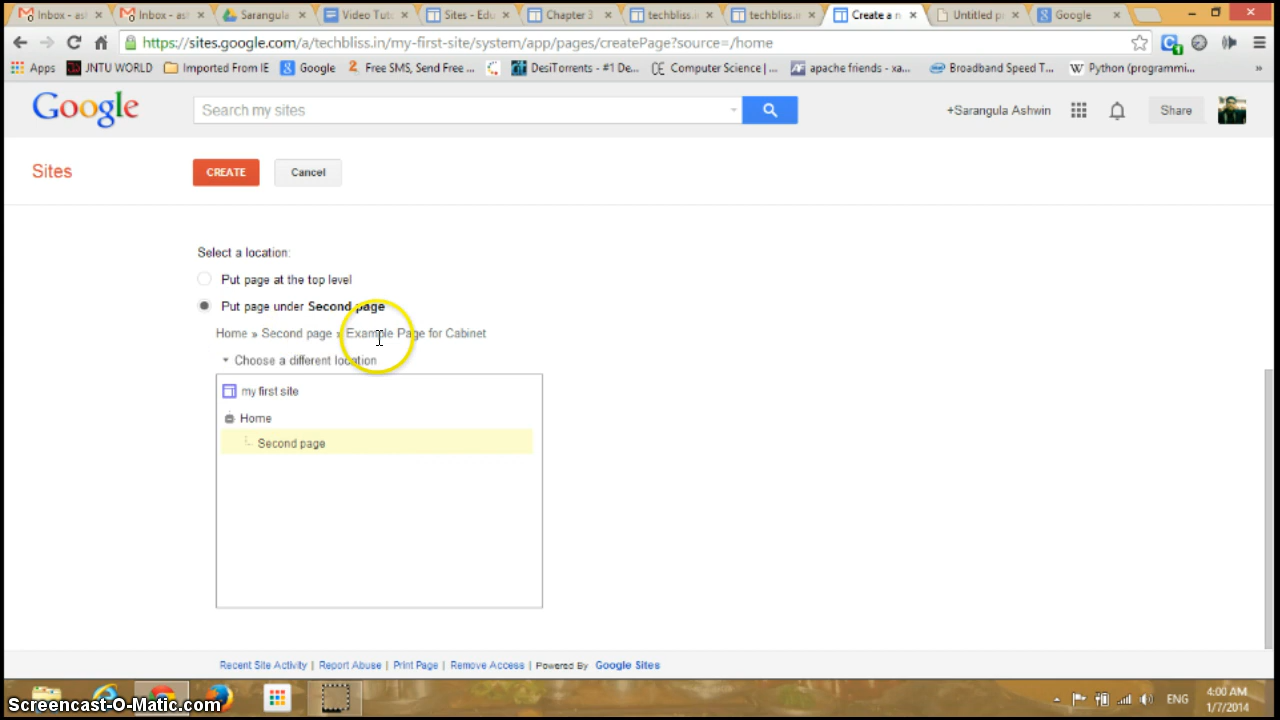 Inbox - as
Inbox - as
Sarangula
Video Tut
Sites - Edu
Chapter 3
techbliss.in
techbliss.in
Create a n
Untitled p
Google
https://sites.google.com/a/techbliss.in/my-first-site/system/app/pages/createPage?source=/home
Apps
JNTU WORLD
Imported From IE
Google
Free SMS, Send Free ...
DesiTorrents - #1 De...
Computer Science | ...
apache friends - xa...
Broadband Speed T...
Python (programmi...
»
Google
Search my sites
+Sarangula Ashwin
Share
Sites
CREATE
Cancel
Select a location:
Put page at the top level
Put page under Second page
Home » Second page » Example Page for Cabinet
Choose a different location
my first site
Home
Second page
Recent Site Activity | Report Abuse | Print Page | Remove Access | Powered By Google Sites
ENG
4:00 AM
1/7/2014
Screencast-O-Matic.com